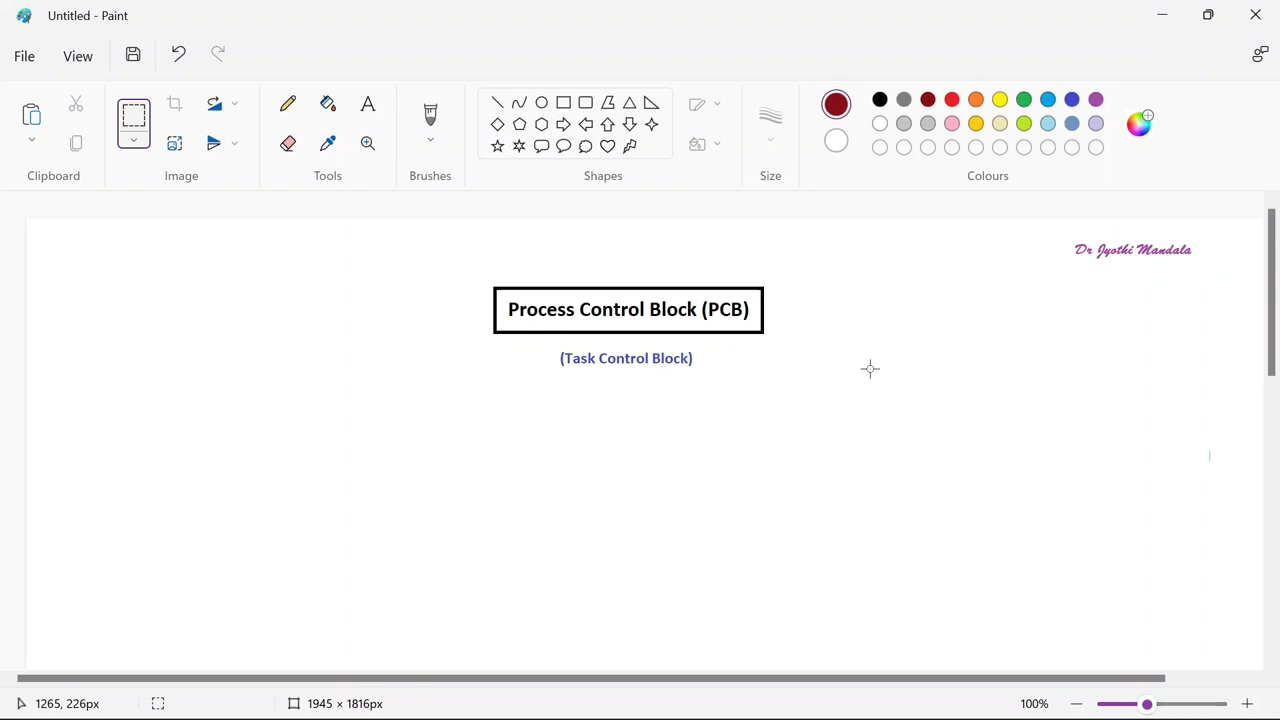 Untitled - Paint
File View
Clipboard
Image
Tools
Brushes
Shapes
Size
Colours
Dr Jyothi Mandala
Process Control Block (PCB)
(Task Control Block)
1265, 226px
1945 × 1816px
100%